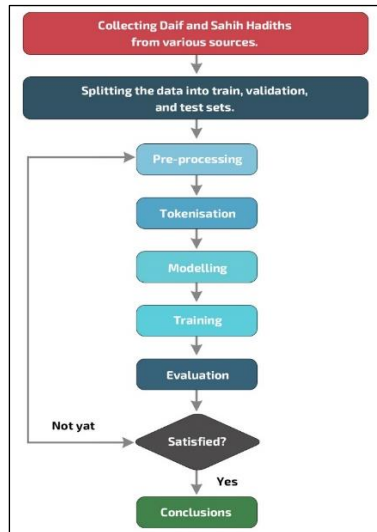 Collecting Daif and Sahih Hadiths
from various sources.
Splitting the data into train, validation,
and test sets.
Pre-processing
Tokenisation
Modelling
Training
Evaluation
Not yat
Satisfied?
Yes
Conclusions